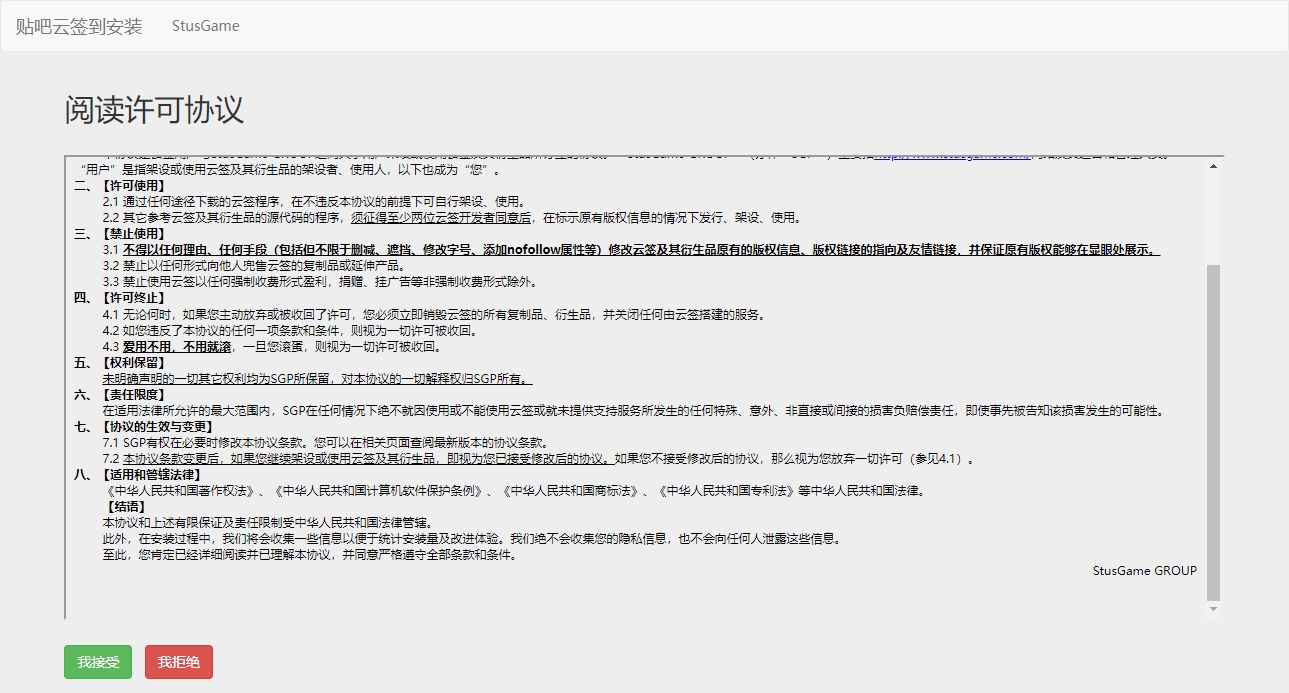 贴吧云签到安装 StusGame
阅读许可协议
“用户”是指架设或使用云签及其衍生品的架设者、使用人，以下也成为“您”。
二、【许可使用】
2.1 通过任何途径下载的云签程序，在不违反本协议的前提下可自行架设、使用。
2.2 其它参考云签及其衍生品的源代码的程序，须征得至少两位云签开发者同意后，在标示原有版权信息的情况下发行、架设、使用。
三、【禁止使用】
3.1 不得以任何理由、任何手段（包括但不限于删减、遮挡、修改字号、添加nofollow属性等）修改云签及其衍生品原有的版权信息、版权链接的指向及友情链接，并保证原有版权能够在显眼处展示。
3.2 禁止以任何形式向他人兜售云签的复制品或延伸产品。
3.3 禁止使用云签以任何强制收费形式盈利，捐赠、挂广告等非强制收费形式除外。
四、【许可终止】
4.1 无论何时，如果您主动放弃或被收回了许可，您必须立即销毁云签的所有复制品、衍生品，并关闭任何由云签搭建的服务。
4.2 如您违反了本协议的任何一项条款和条件，则视为一切许可被收回。
4.3 爱用不用，不用就滚，一旦您滚蛋，则视为一切许可被收回。
五、【权利保留】
未明确声明的一切其它权利均为SGP所保留，对本协议的一切解释权归SGP所有。
六、【责任限度】
在适用法律所允许的最大范围内，SGP在任何情况下绝不就因使用或不能使用云签或就未提供支持服务所发生的任何特殊、意外、非直接或间接的损害负赔偿责任，即使事先被告知该损害发生的可能性。
七、【协议的生效与变更】
7.1 SGP有权在必要时修改本协议条款。您可以在相关页面查阅最新版本的协议条款。
7.2 本协议条款变更后，如果您继续架设或使用云签及其衍生品，即视为您已接受修改后的协议。如果您不接受修改后的协议，那么视为您放弃一切许可（参见4.1）。
八、【适用和管辖法律】
《中华人民共和国著作权法》、《中华人民共和国计算机软件保护条例》、《中华人民共和国商标法》、《中华人民共和国专利法》等中华人民共和国法律。
【结语】
本协议和上述有限保证及责任限制受中华人民共和国法律管辖。
此外，在安装过程中，我们将会收集一些信息以便于统计安装量及改进体验。我们绝不会收集您的隐私信息，也不会向任何人泄露这些信息。
至此，您肯定已经详细阅读并已理解本协议，并同意严格遵守全部条款和条件。
StusGame GROUP
我接受 我拒绝